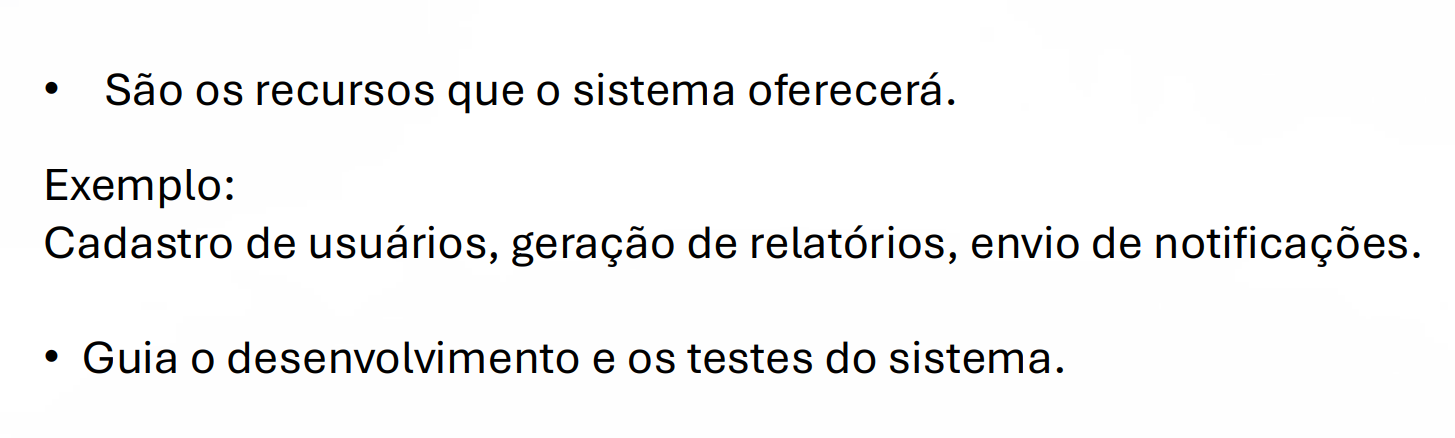 • São os recursos que o sistema oferecerá.
Exemplo:
Cadastro de usuários, geração de relatórios, envio de notificações.
• Guia o desenvolvimento e os testes do sistema.